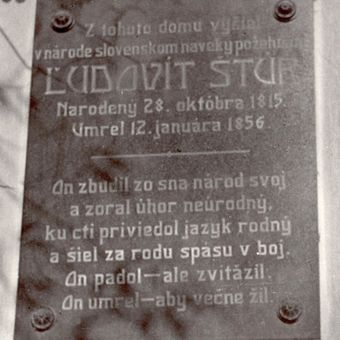 Z tohoto domu vyšiel
v národe slovenskom naveky požehnaný
ĽUDOVÍT ŠTÚR
Narodený 28. októbra 1815.
Umrel 12. januára 1856.
On zbudil zo sna národ svoj
a zoral úhor neúrodný,
ku cti priviedol jazyk rodný
a šiel za rodu spásu v boj.
On padol—ale zvíťazil.
On umrel—aby večne žil.